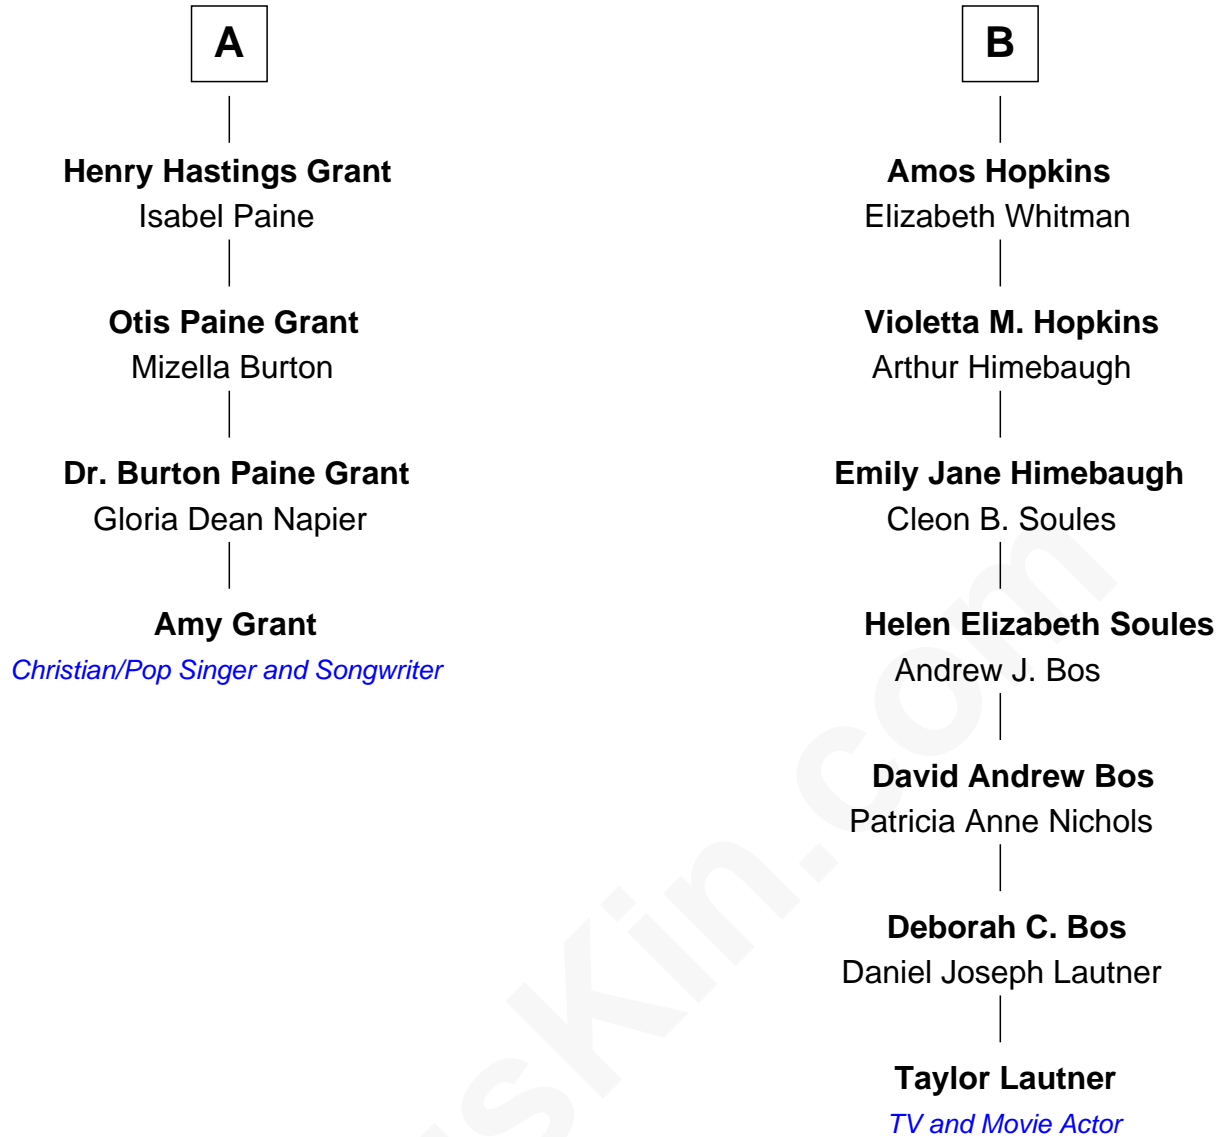 A
Henry Hastings Grant
Isabel Paine
Otis Paine Grant
Mizella Burton
Dr. Burton Paine Grant
Gloria Dean Napier
Amy Grant
Christian/Pop Singer and Songwriter
B
Amos Hopkins
Elizabeth Whitman
Violetta M. Hopkins
Arthur Himebaugh
Emily Jane Himebaugh
Cleon B. Soules
Helen Elizabeth Soules
Andrew J. Bos
David Andrew Bos
Patricia Anne Nichols
Deborah C. Bos
Daniel Joseph Lautner
Taylor Lautner
TV and Movie Actor
sKin.com